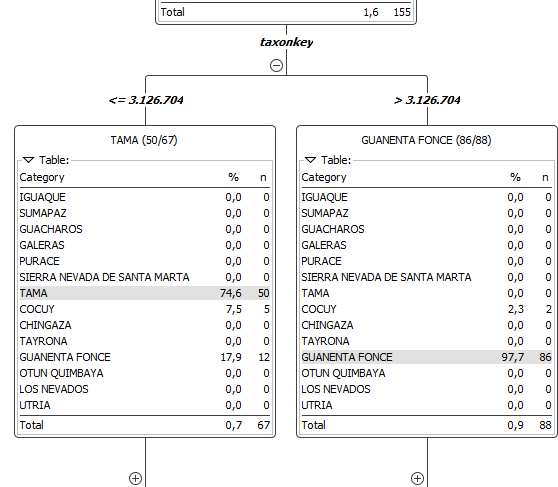 Total 1,6 155
taxonkey
<= 3.126.704 > 3.126.704
TAMA (50/67)
Table:
Category % n
IGUAQUE 0,0 0
SUMAPAZ 0,0 0
GUACHAROS 0,0 0
GALERAS 0,0 0
PURACE 0,0 0
SIERRA NEVADA DE SANTA MARTA 0,0 0
TAMA 74,6 50
COCUY 7,5 5
CHINGAZA 0,0 0
TAYRONA 0,0 0
GUANENTA FONCE 17,9 12
OTUN QUIMBAYA 0,0 0
LOS NEVADOS 0,0 0
UTRIA 0,0 0
Total 0,7 67
GUANENTA FONCE (86/88)
Table:
Category % n
IGUAQUE 0,0 0
SUMAPAZ 0,0 0
GUACHAROS 0,0 0
GALERAS 0,0 0
PURACE 0,0 0
SIERRA NEVADA DE SANTA MARTA 0,0 0
TAMA 0,0 0
COCUY 2,3 2
CHINGAZA 0,0 0
TAYRONA 0,0 0
GUANENTA FONCE 97,7 86
OTUN QUIMBAYA 0,0 0
LOS NEVADOS 0,0 0
UTRIA 0,0 0
Total 0,9 88